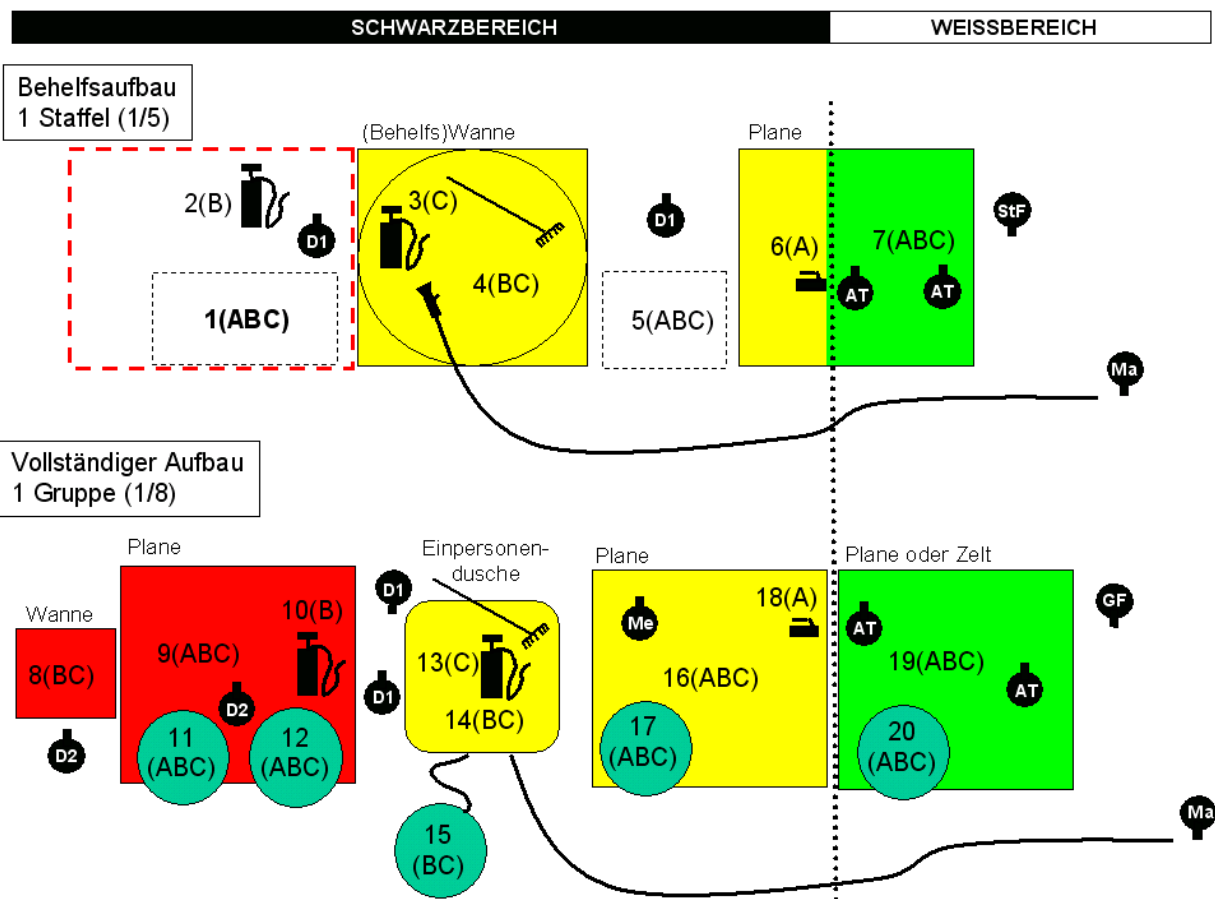 SCHWARZBEREICH
WEISSBEREICH
Behelfsaufbau
1 Staffel (1/5)
(Behelfs)Wanne
Plane
2(B)
D1
1(ABC)
3(C)
4(BC)
D1
5(ABC)
6(A)
7(ABC)
AT
AT
StF
Ma
Vollständiger Aufbau
1 Gruppe (1/8)
Wanne
8(BC)
D2
Plane
9(ABC)
10(B)
D2
11
(ABC)
12
(ABC)
D1
D1
Einpersonen-
dusche
13(C)
14(BC)
15
(BC)
Plane
Me
18(A)
16(ABC)
17
(ABC)
Plane oder Zelt
AT
19(ABC)
AT
20
(ABC)
GF
Ma